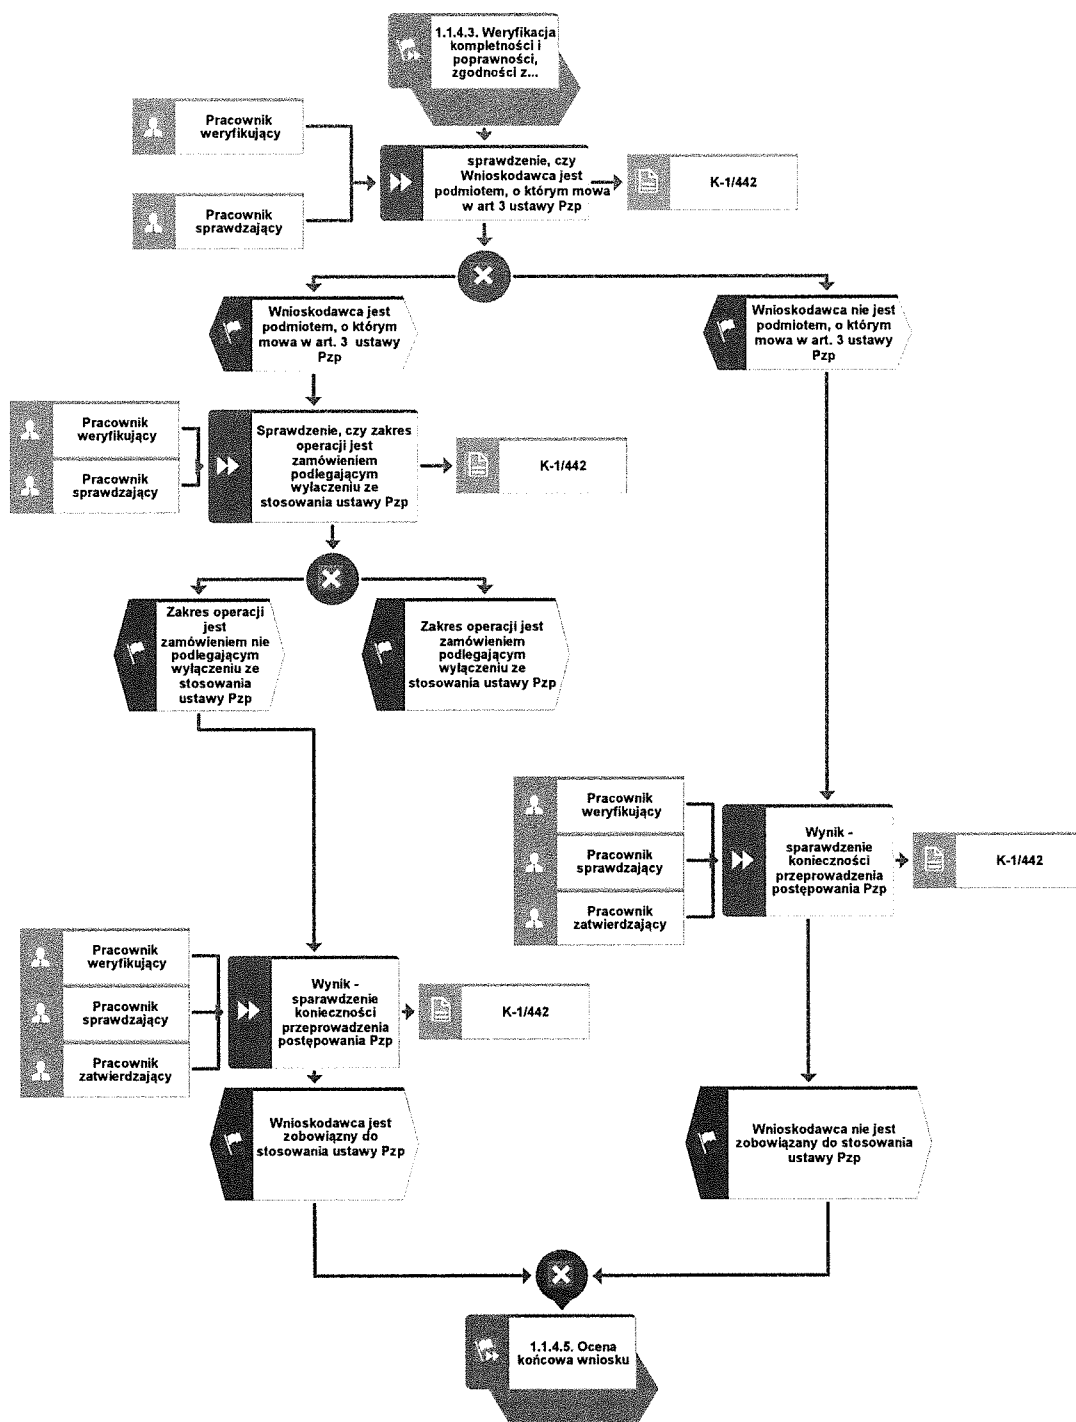 1.1.4.3. Weryfikacja
kompletności i
poprawności,
zgodności z...
Pracownik
weryfikujący
Pracownik
sprawdzający
sprawdzenie, czy
Wnioskodawca jest
podmiotem, o którym mowa
w art 3 ustawy Pzp
K-1/442
Wnioskodawca jest
podmiotem, o którym
mowa w art. 3 ustawy
Pzp
Wnioskodawca nie jest
podmiotem, o którym
mowa w art. 3 ustawy
Pzp
Pracownik
weryfikujący
Pracownik
sprawdzający
Sprawdzenie, czy zakres
operacji jest
zamówieniem
podlegającym
wyłaczeniu ze
stosowania ustawy Pzp
K-1/442
Zakres operacji
jest
zamówieniem nie
podlegającym
wyłączeniu ze
stosowania
ustawy Pzp
Zakres operacji jest
zamówieniem
podlegającym
wyłączeniu ze
stosowania ustawy Pzp
Pracownik
weryfikujący
Pracownik
sprawdzający
Pracownik
zatwierdzający
Wynik -
sparawdzenie
konieczności
przeprowadzenia
postępowania Pzp
K-1/442
Pracownik
weryfikujący
Pracownik
sprawdzający
Pracownik
zatwierdzający
Wynik -
sparawdzenie
konieczności
przeprowadzenia
postępowania Pzp
K-1/442
Wnioskodawca jest
zobowiązny do
stosowania ustawy Pzp
Wnioskodawca nie jest
zobowiązany do stosowania
ustawy Pzp
1.1.4.5. Ocena
końcowa wniosku